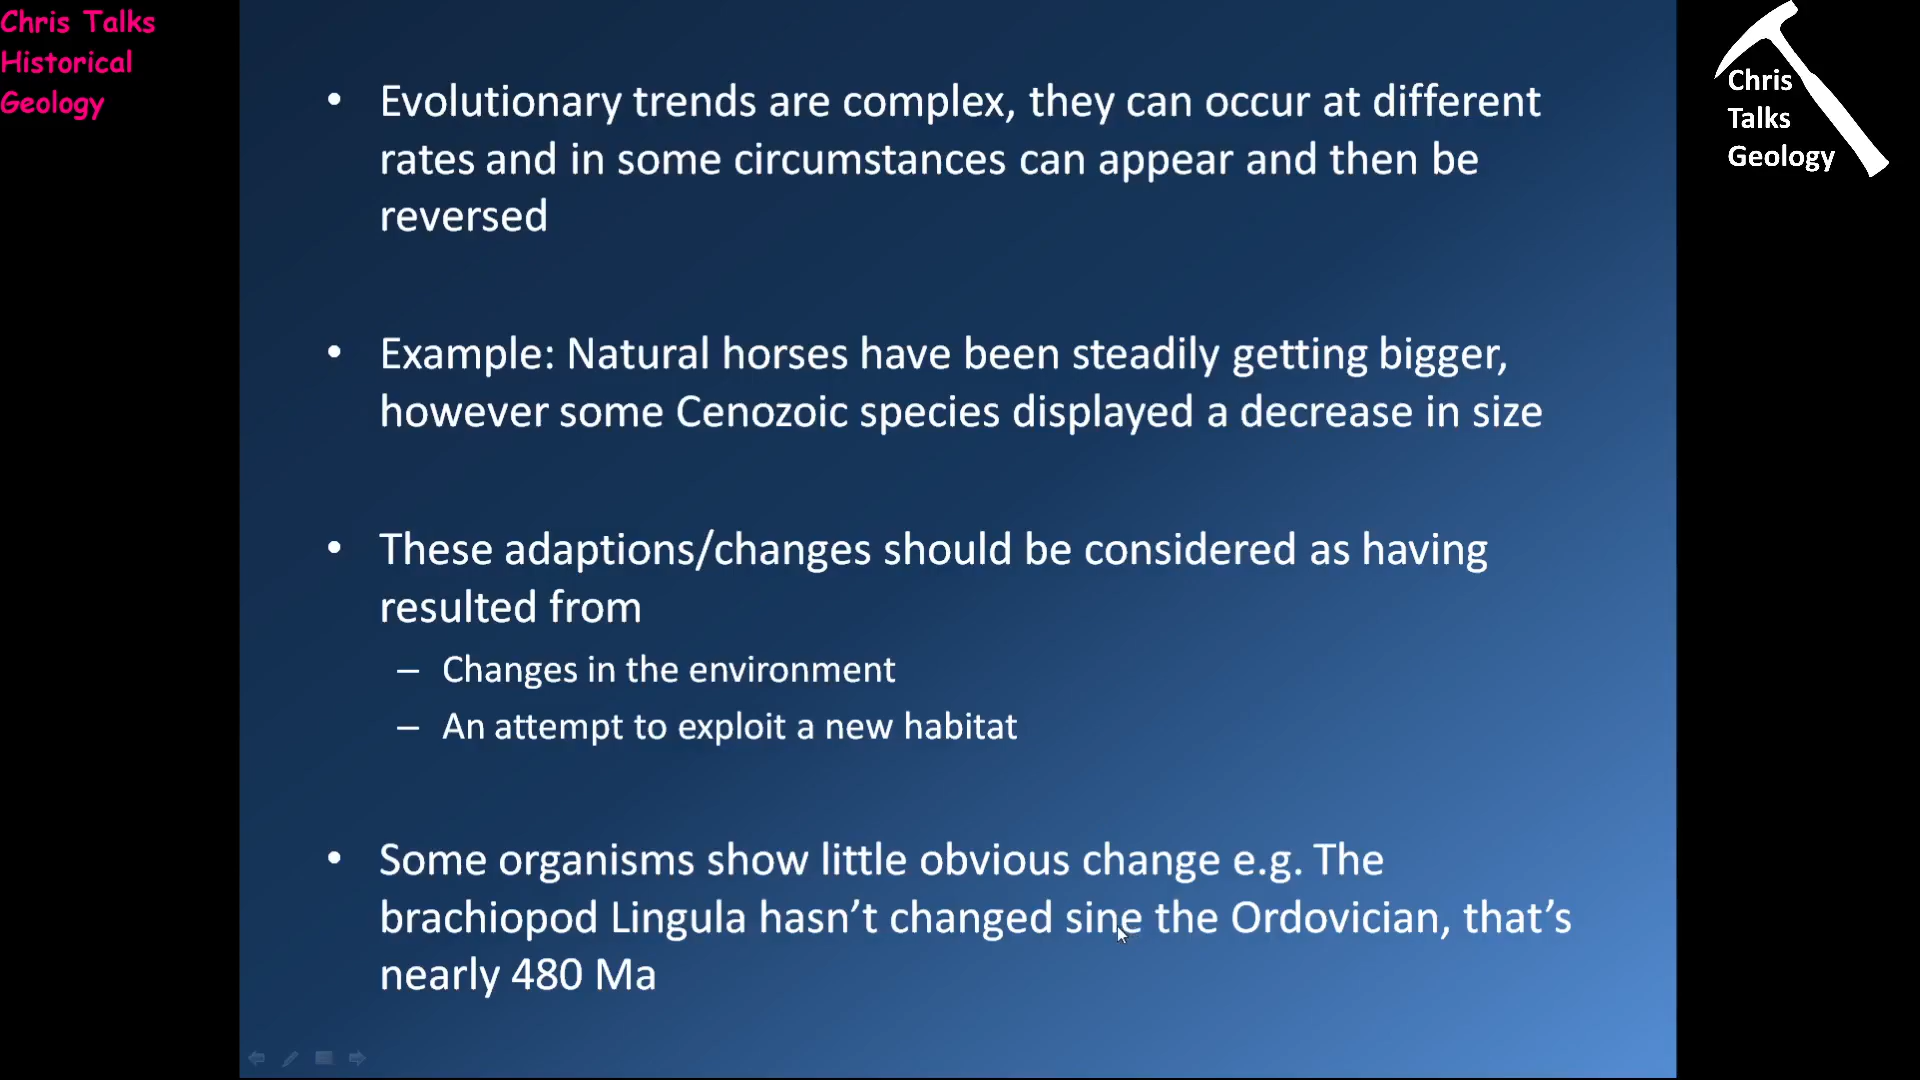 Chris Talks
Historical
Geology
Chris
Talks
Geology
• Evolutionary trends are complex, they can occur at different
rates and in some circumstances can appear and then be
reversed
• Example: Natural horses have been steadily getting bigger,
however some Cenozoic species displayed a decrease in size
• These adaptions/changes should be considered as having
resulted from
– Changes in the environment
– An attempt to exploit a new habitat
• Some organisms show little obvious change e.g. The
brachiopod Lingula hasn’t changed sine the Ordovician, that’s
nearly 480 Ma